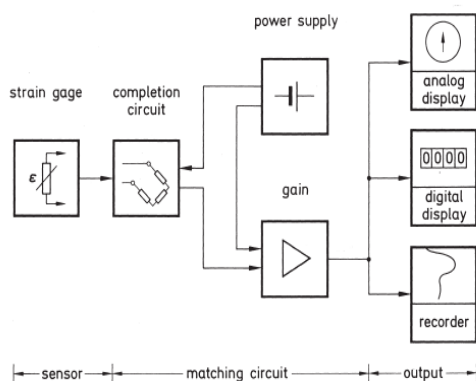 power supply
strain gage
completion
circuit
ε
gain
analog
display
0000
digital
display
recorder
sensor
matching circuit
output